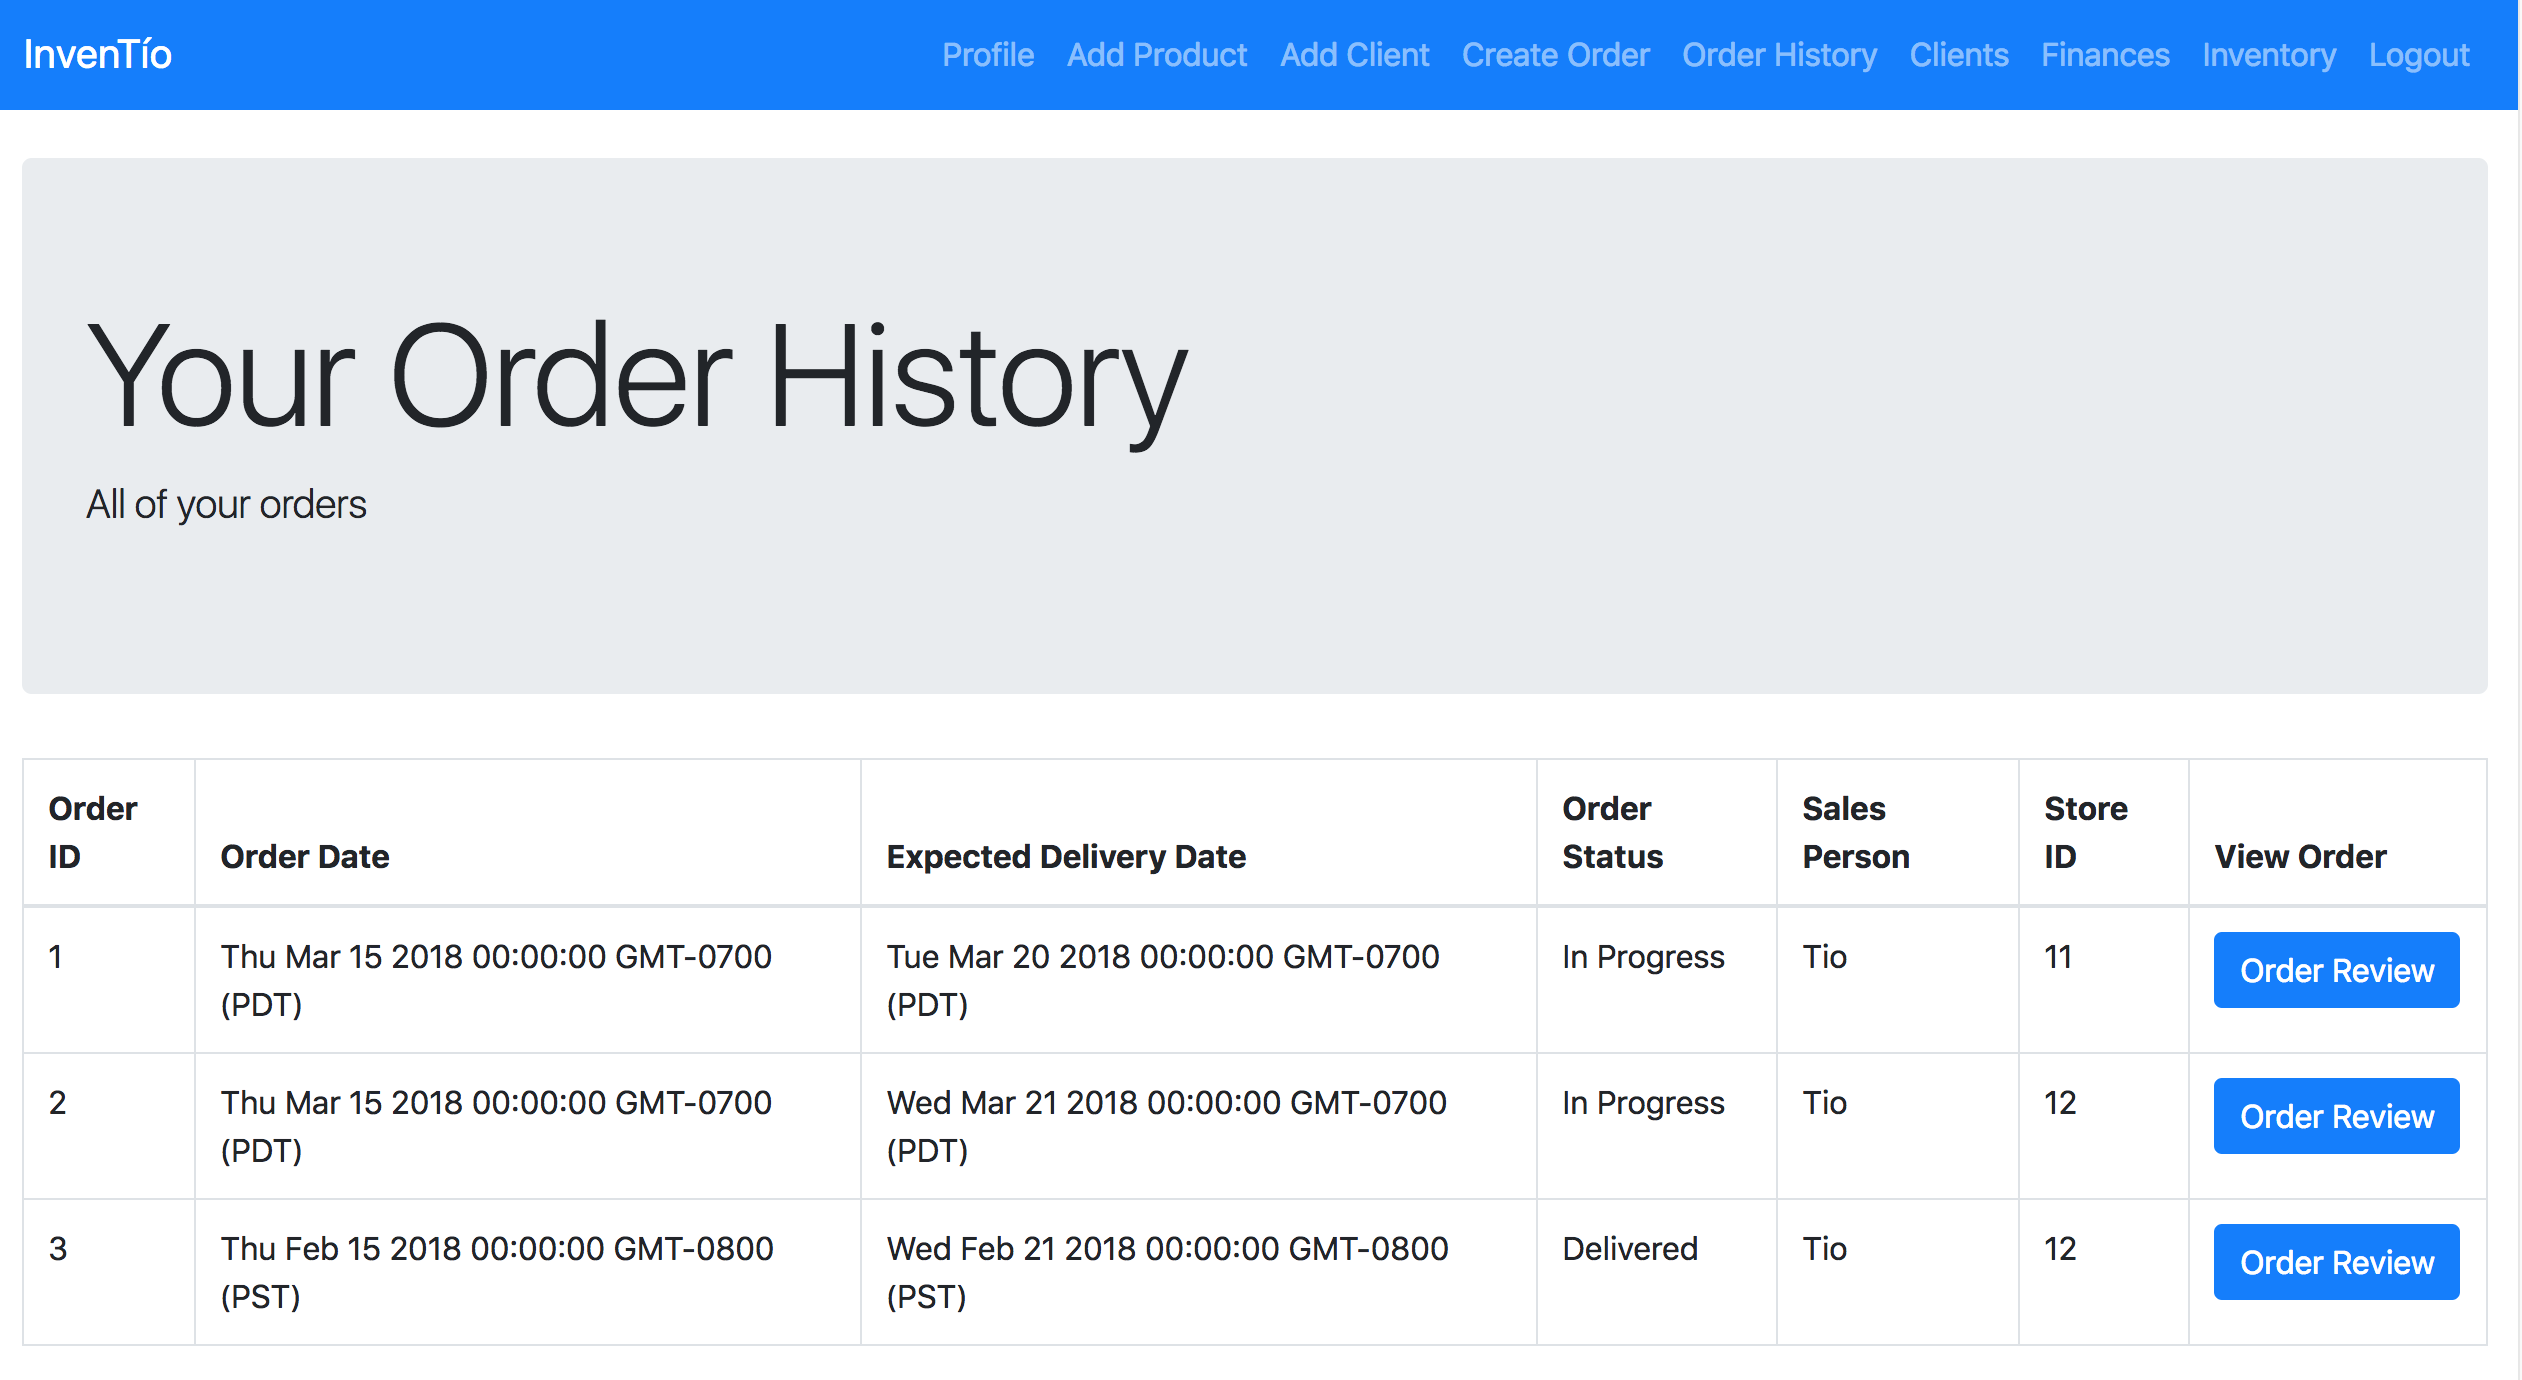 InvenTío Profile Add Product Add Client Create Order Order History Clients Finances Inventory Logout
Your Order History
All of your orders
Order ID Order Date Expected Delivery Date Order Status Sales Person Store ID View Order
1 Thu Mar 15 2018 00:00:00 GMT-0700 (PDT) Tue Mar 20 2018 00:00:00 GMT-0700 (PDT) In Progress Tio 11 Order Review
2 Thu Mar 15 2018 00:00:00 GMT-0700 (PDT) Wed Mar 21 2018 00:00:00 GMT-0700 (PDT) In Progress Tio 12 Order Review
3 Thu Feb 15 2018 00:00:00 GMT-0800 (PST) Wed Feb 21 2018 00:00:00 GMT-0800 (PST) Delivered Tio 12 Order Review